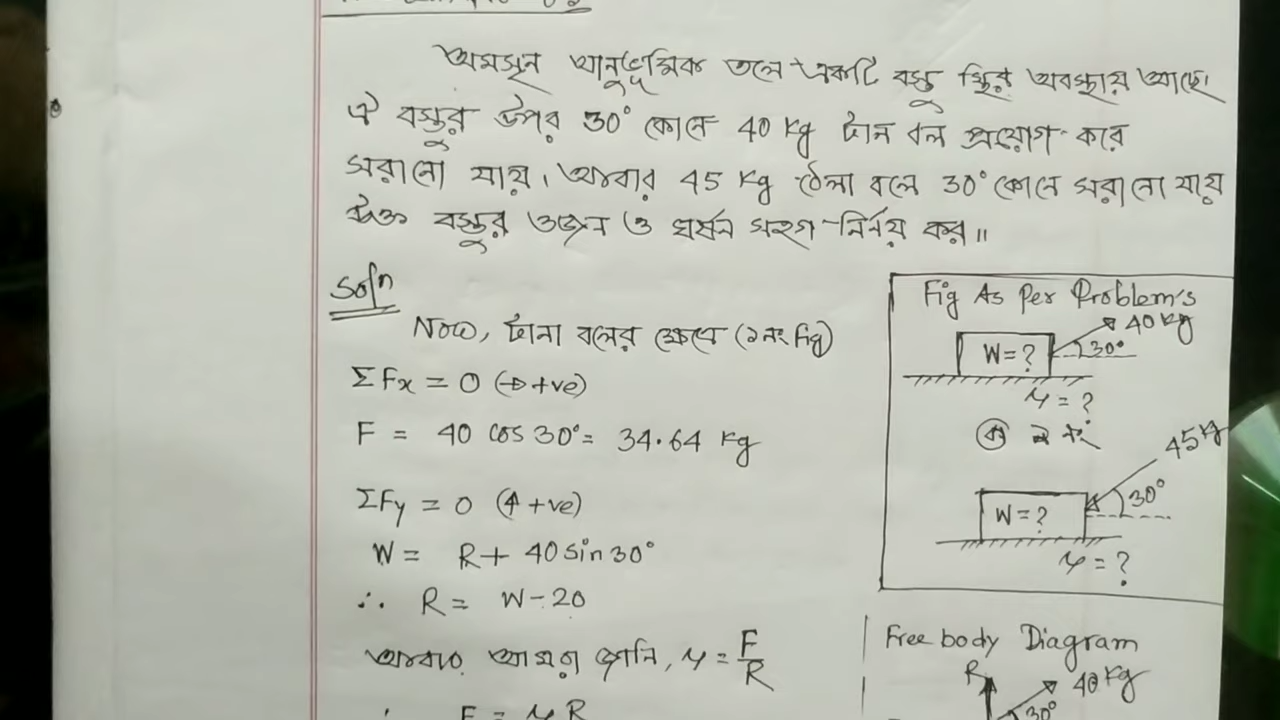 অমসৃন আনুভূমিক তলে একটি বস্তু স্থির অবস্থায় আছে।
ঐ বস্তুর উপর 30° কোনে 40 kg টান বল প্রয়োগ করে
সরানো যায়। আবার 45 kg ঠেলা বলে 30° কোনে সরানো যায়
উক্ত বস্তুর ওজন ও ঘর্ষন সহগ নির্নয় কর॥
Soln
Now, টানা বলের ক্ষেত্রে (১নং Fig)
ΣFx = 0 (→+ve)
F = 40 cos 30° = 34.64 kg
ΣFy = 0 (↑ +ve)
W = R + 40 sin 30°
∴ R = W - 20
আমরা জানি, μ = F/R
F = μR
Fig As Per Problem's
40 kg
30°
W = ?
μ = ?
45 kg
30°
W = ?
μ = ?
Free body Diagram
R
40 kg
30°